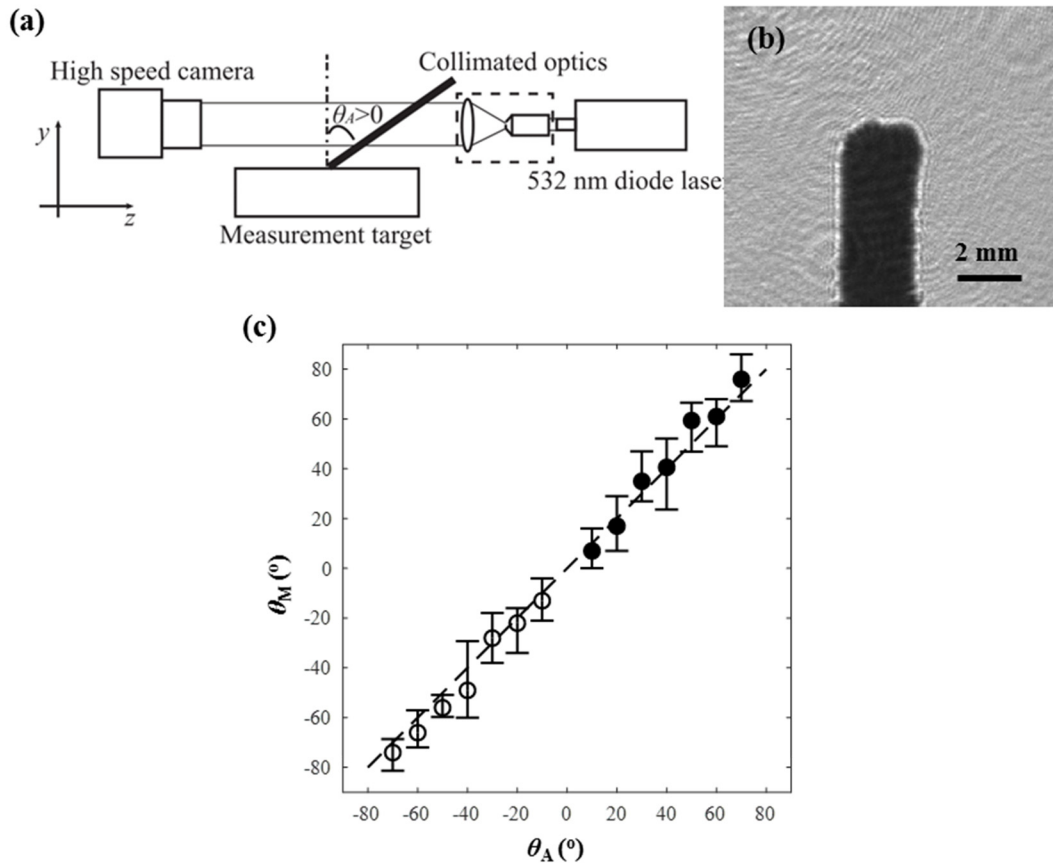 (a)
High speed camera
Collimated optics
θA>0
y
z
532 nm diode laser
Measurement target
(b)
2 mm
(c)
80
60
40
20
0
-20
-40
-60
-80
θM (o)
-80 -60 -40 -20 0 20 40 60 80
θA (o)